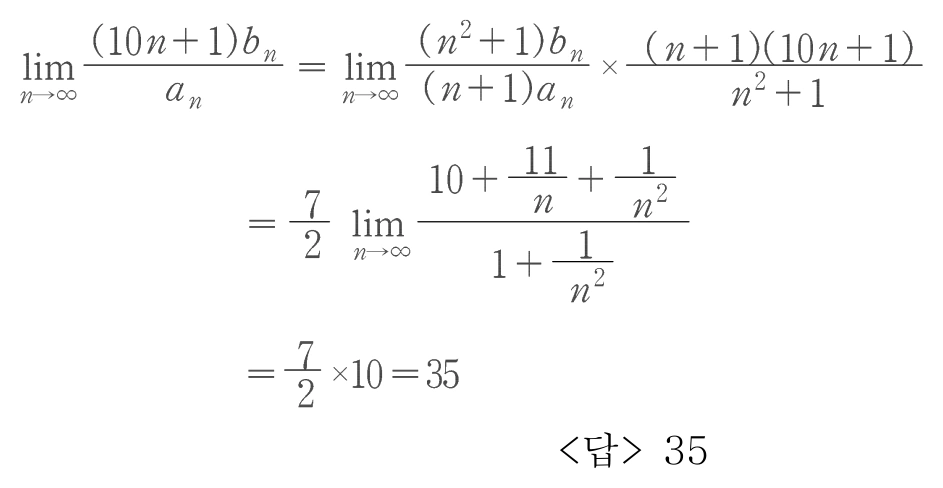 lim_{n→∞} (10n+1)b_n / a_n = lim_{n→∞} (n²+1)b_n / (n+1)a_n × (n+1)(10n+1) / n²+1
= 7/2 lim_{n→∞} (10 + 11/n + 1/n²) / (1 + 1/n²)
= 7/2 ×10 = 35
<답> 35